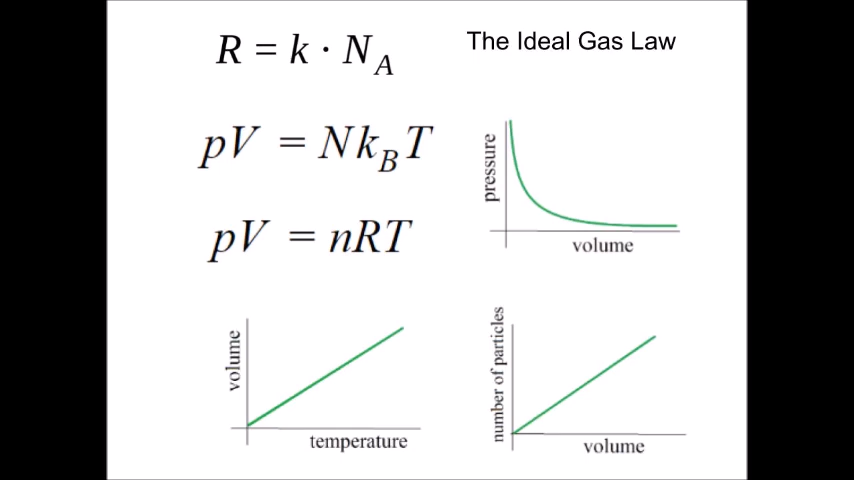 R = k · N_A
The Ideal Gas Law
pV = Nk_BT
pV = nRT
pressure
volume
volume
temperature
number of particles
volume